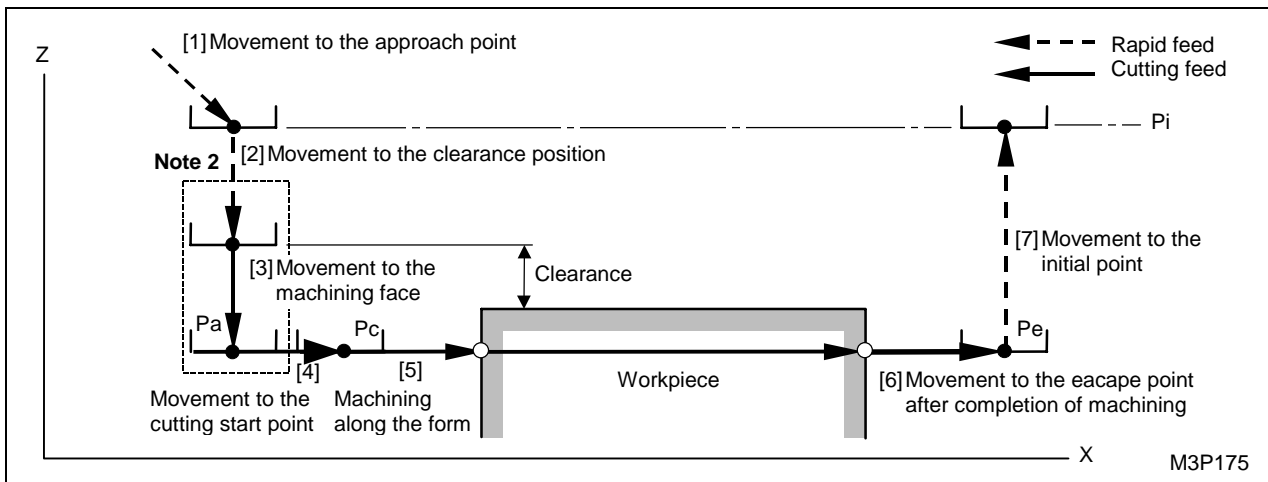 [1] Movement to the approach point
Z
Rapid feed
Cutting feed
Pi
Note 2
[2] Movement to the clearance position
[3] Movement to the
machining face
Clearance
[7] Movement to the
initial point
Pa
Pc
Pe
[4]
[5]
Movement to the
cutting start point
Machining
along the form
Workpiece
[6] Movement to the eacape point
after completion of machining
X
M3P175